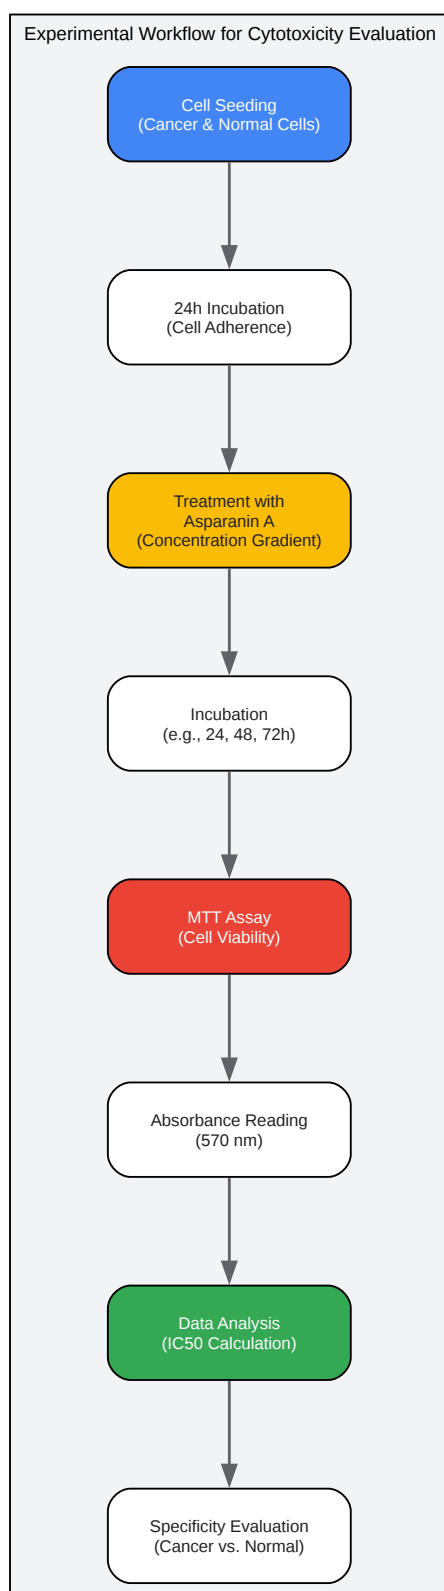 Experimental Workflow for Cytotoxicity Evaluation
Cell Seeding
(Cancer & Normal Cells)
24h Incubation
(Cell Adherence)
Treatment with
Asparanin A
(Concentration Gradient)
Incubation
(e.g., 24, 48, 72h)
MTT Assay
(Cell Viability)
Absorbance Reading
(570 nm)
Data Analysis
(IC50 Calculation)
Specificity Evaluation
(Cancer vs. Normal)